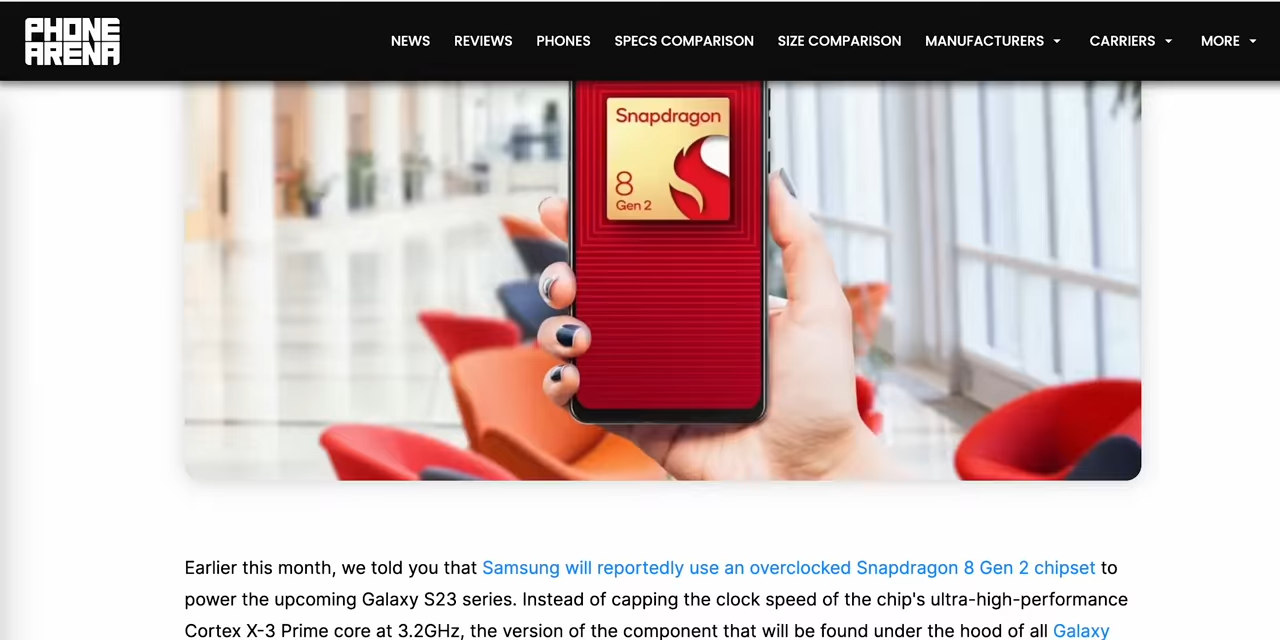 PHONE
ARENA
NEWS REVIEWS PHONES SPECS COMPARISON SIZE COMPARISON MANUFACTURERS CARRIERS MORE
Snapdragon
8
Gen 2
Earlier this month, we told you that Samsung will reportedly use an overclocked Snapdragon 8 Gen 2 chipset to
power the upcoming Galaxy S23 series. Instead of capping the clock speed of the chip's ultra-high-performance
Cortex X-3 Prime core at 3.2GHz, the version of the component that will be found under the hood of all Galaxy